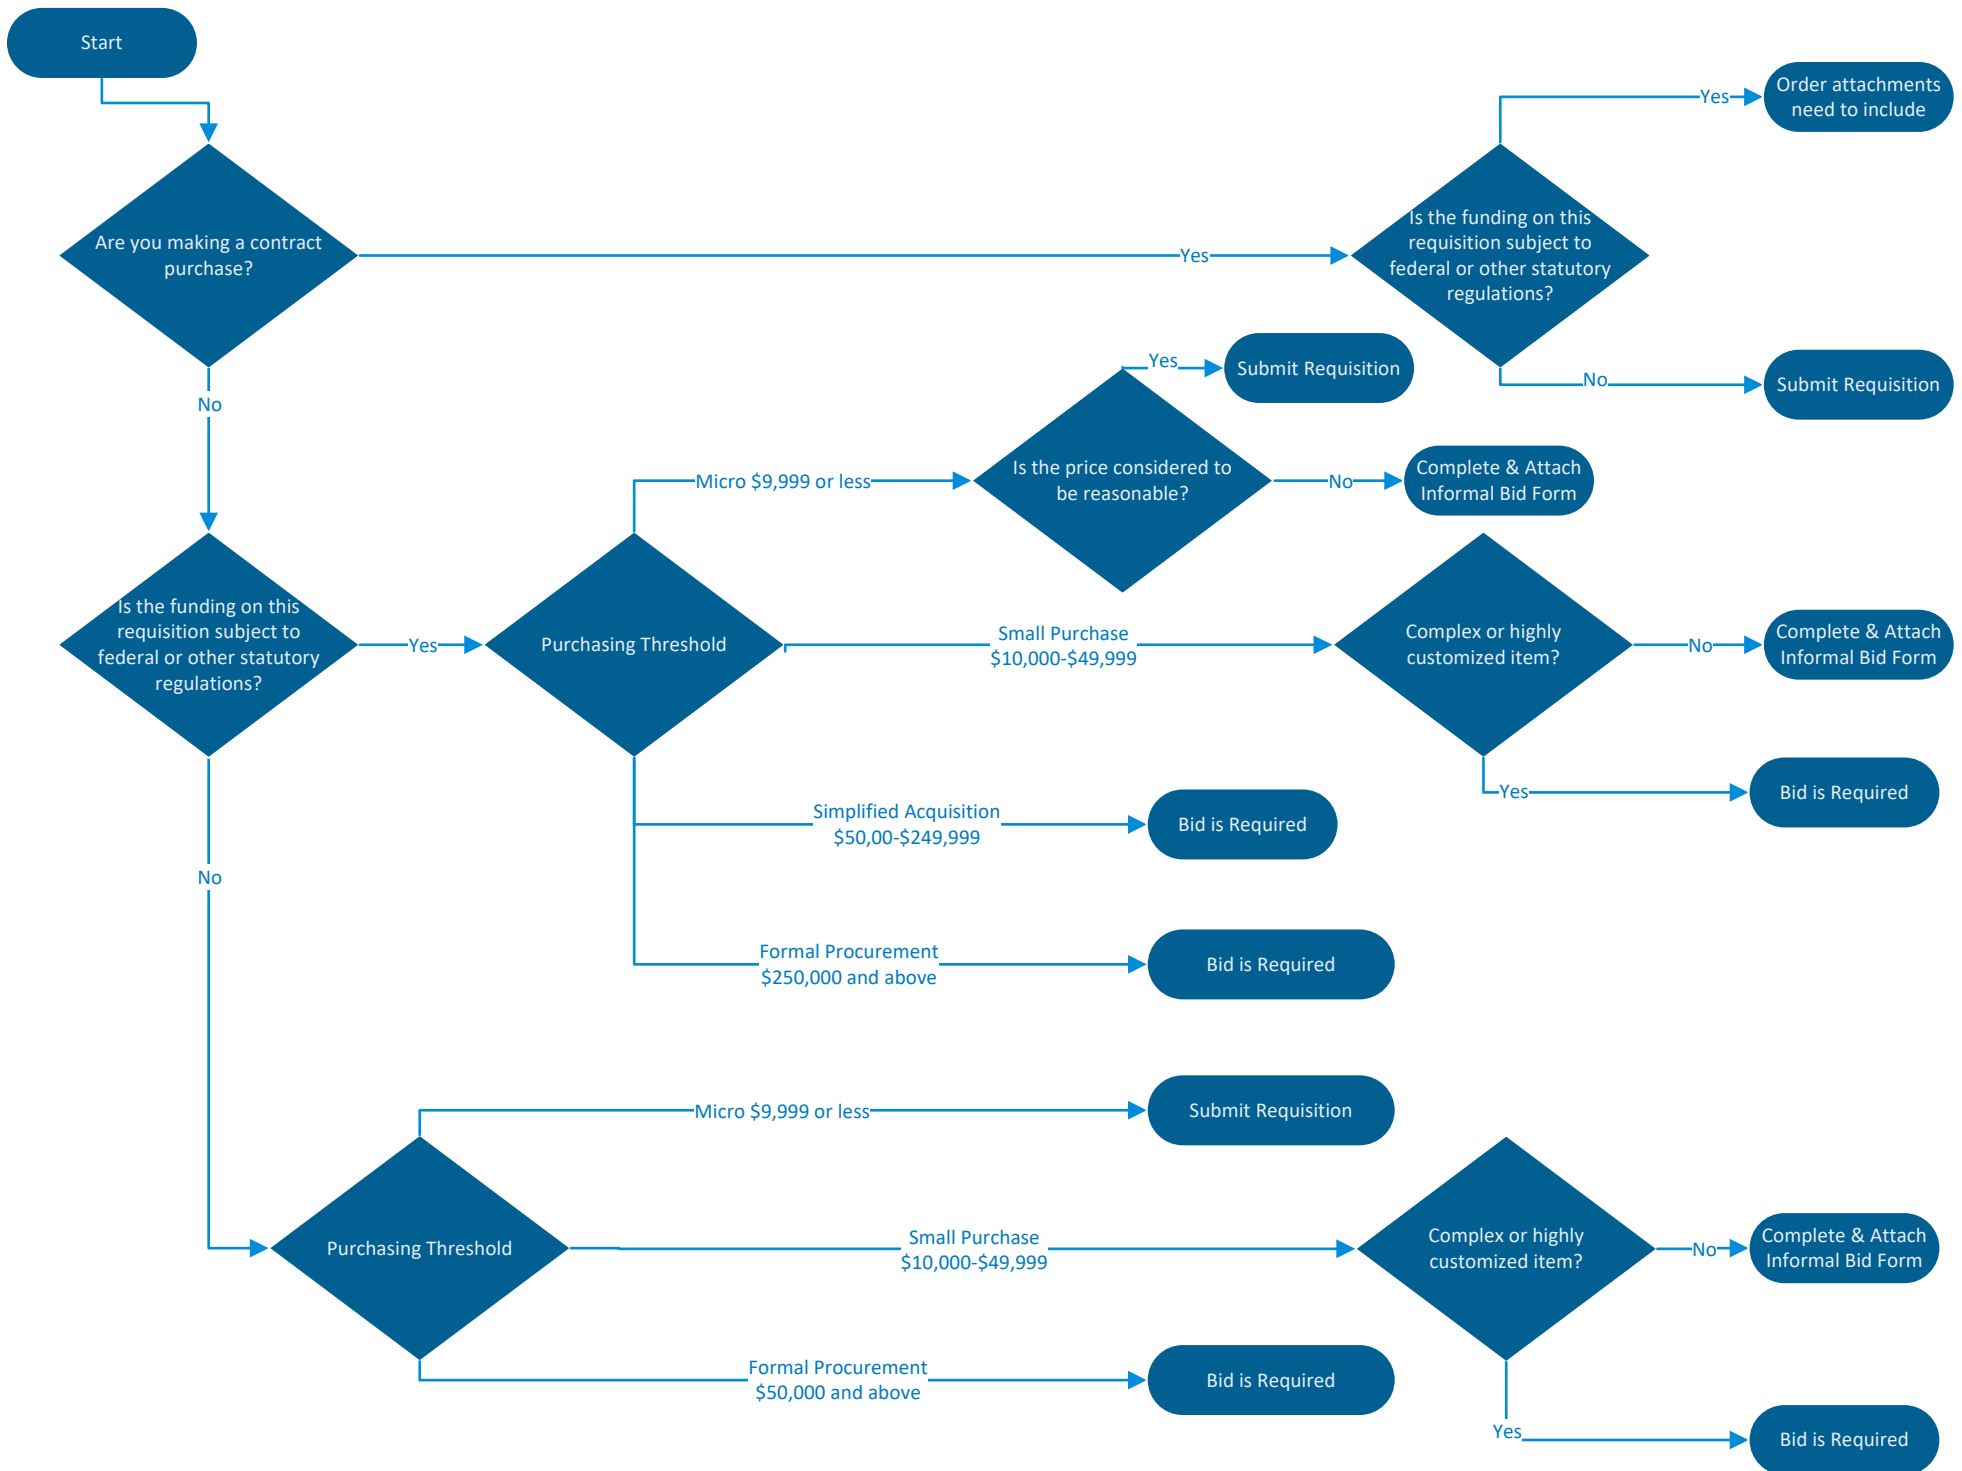 Start
Order attachments
need to include
Yes
Are you making a contract
purchase?
Yes
Is the funding on this
requisition subject to
federal or other statutory
regulations?
No
Submit Requisition
Yes
Submit Requisition
No
Micro $9,999 or less
Is the price considered to
be reasonable?
No
Complete & Attach
Informal Bid Form
Is the funding on this
requisition subject to
federal or other statutory
regulations?
Yes
Purchasing Threshold
Small Purchase
$10,000-$49,999
Complex or highly
customized item?
No
Complete & Attach
Informal Bid Form
Yes
Bid is Required
Simplified Acquisition
$50,00-$249,999
Bid is Required
No
Formal Procurement
$250,000 and above
Bid is Required
Micro $9,999 or less
Submit Requisition
Purchasing Threshold
Small Purchase
$10,000-$49,999
Complex or highly
customized item?
No
Complete & Attach
Informal Bid Form
Formal Procurement
$50,000 and above
Bid is Required
Yes
Bid is Required